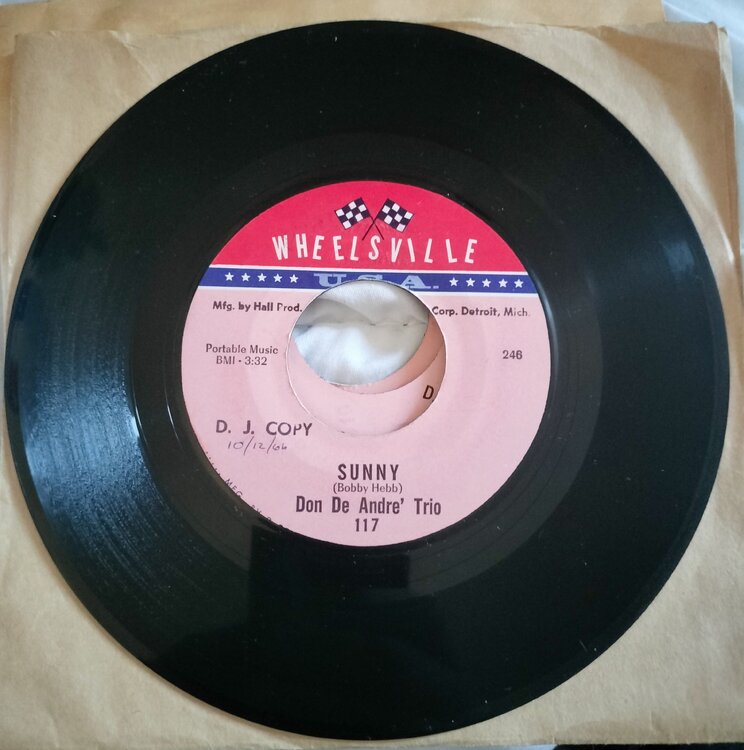 WHEELSVILLE
U.S.A.
Mfg. by Hall Prod. Corp. Detroit, Mich.
Portable Music
BMI - 3:32
246
D
D. J. COPY
10/12/66
SUNNY
(Bobby Hebb)
Don De Andre' Trio
117
MFG.